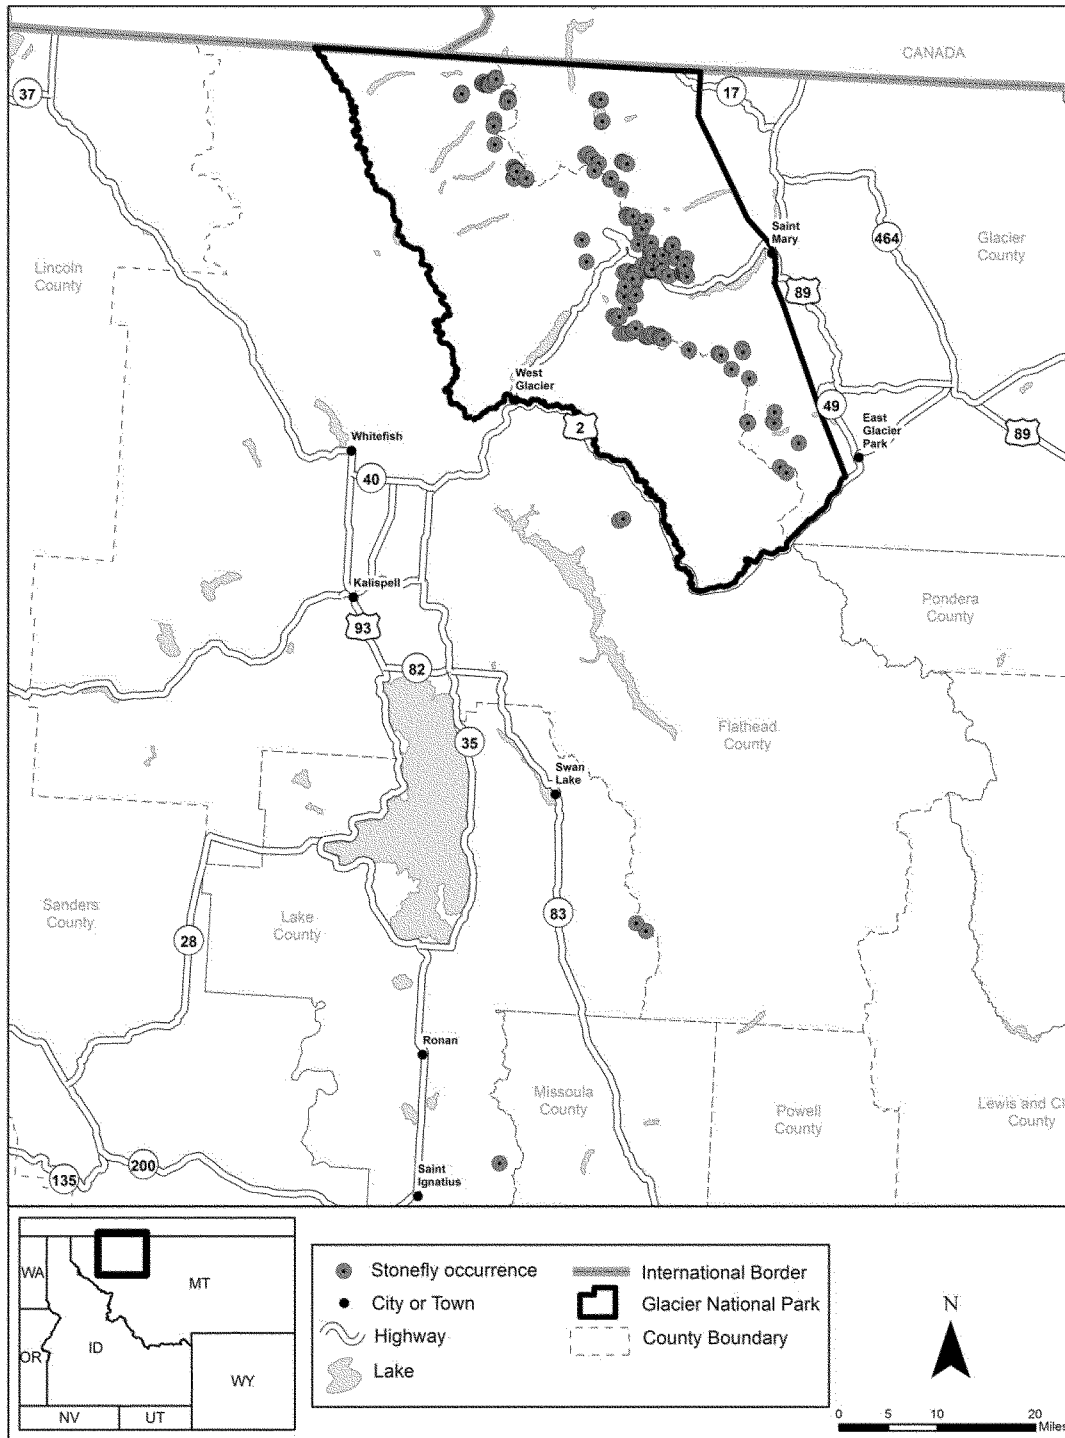 CANADA
37
17
Saint
Mary
464
Glacier
County
Lincoln
County
89
West
Glacier
49
East
Glacier
Park
2
89
Whitefish
40
Kalispell
93
Pondera
County
82
35
Flathead
County
Swan
Lake
Sanders
County
Lake
County
83
28
Ronan
Missoula
County
Powell
County
Lewis and Cl
County
135
200
Saint
Ignatius
WA
MT
OR
ID
WY
NV
UT
Stonefly occurrence
City or Town
Highway
Lake
International Border
Glacier National Park
County Boundary
N
0 5 10 20
Miles